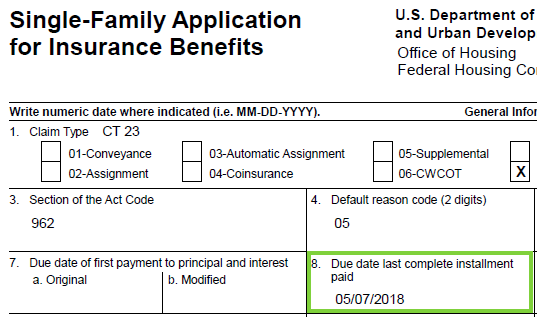 Single-Family Application
for Insurance Benefits
U.S. Department of
and Urban Develop
Office of Housing
Federal Housing Co
Write numeric date where indicated (i.e. MM-DD-YYYY).
General Infor
1. Claim Type CT 23
01-Conveyance
03-Automatic Assignment
05-Supplemental
02-Assignment
04-Coinsurance
06-CWCOT
X
3. Section of the Act Code
4. Default reason code (2 digits)
962
05
7. Due date of first payment to principal and interest
8. Due date last complete installment
paid
a. Original
b. Modified
05/07/2018